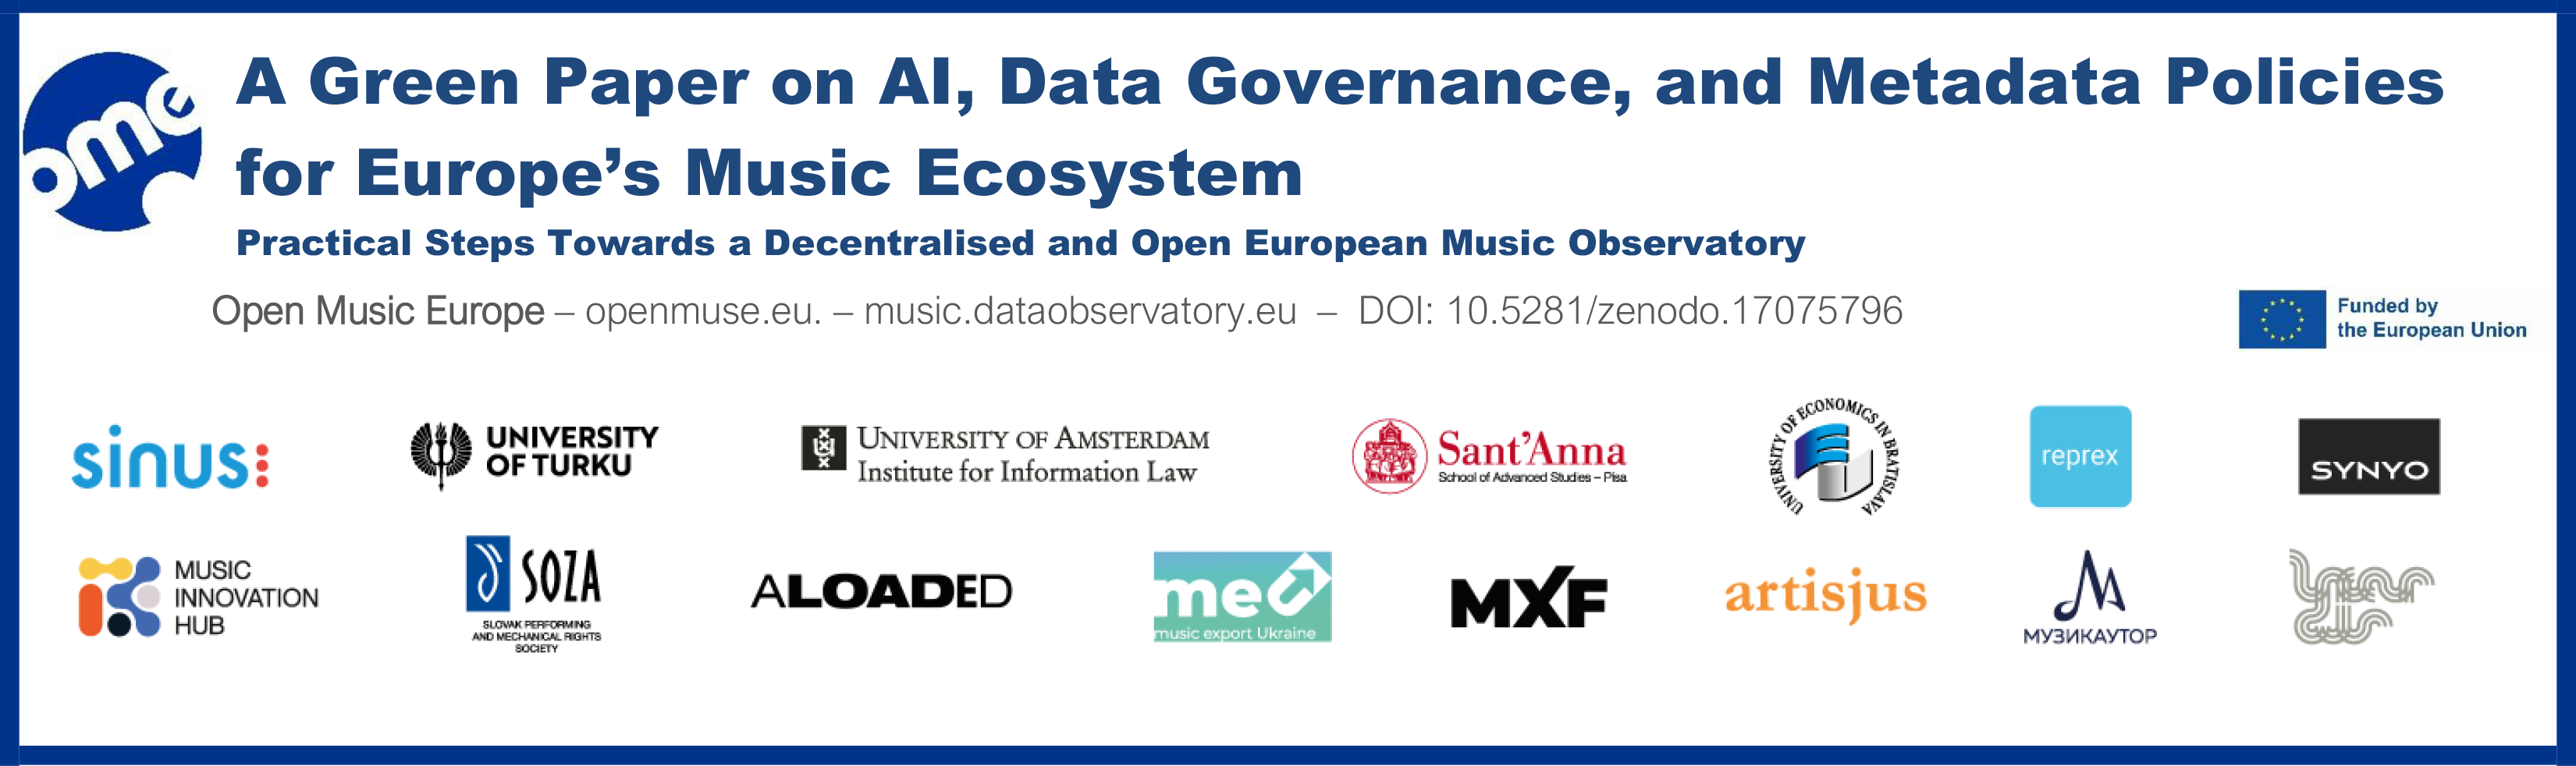 ome
A Green Paper on AI, Data Governance, and Metadata Policies
for Europe's Music Ecosystem
Practical Steps Towards a Decentralised and Open European Music Observatory
Open Music Europe – openmuse.eu. – music.dataobservatory.eu – DOI: 10.5281/zenodo.17075796
Funded by
the European Union
sinus:
UNIVERSITY
OF TURKU
UNIVERSITY OF AMSTERDAM
Institute for Information Law
Sant'Anna
School of Advanced Studies – Pisa
UNIVERSITY OF ECONOMICS IN BRATISLAVA
reprex
SYNYO
MUSIC
INNOVATION
HUB
SOZA
SLOVAK PERFORMING
AND MECHANICAL RIGHTS
SOCIETY
ALOADED
me
music export Ukraine
MXF
artisjus
МУЗИКАУТОР